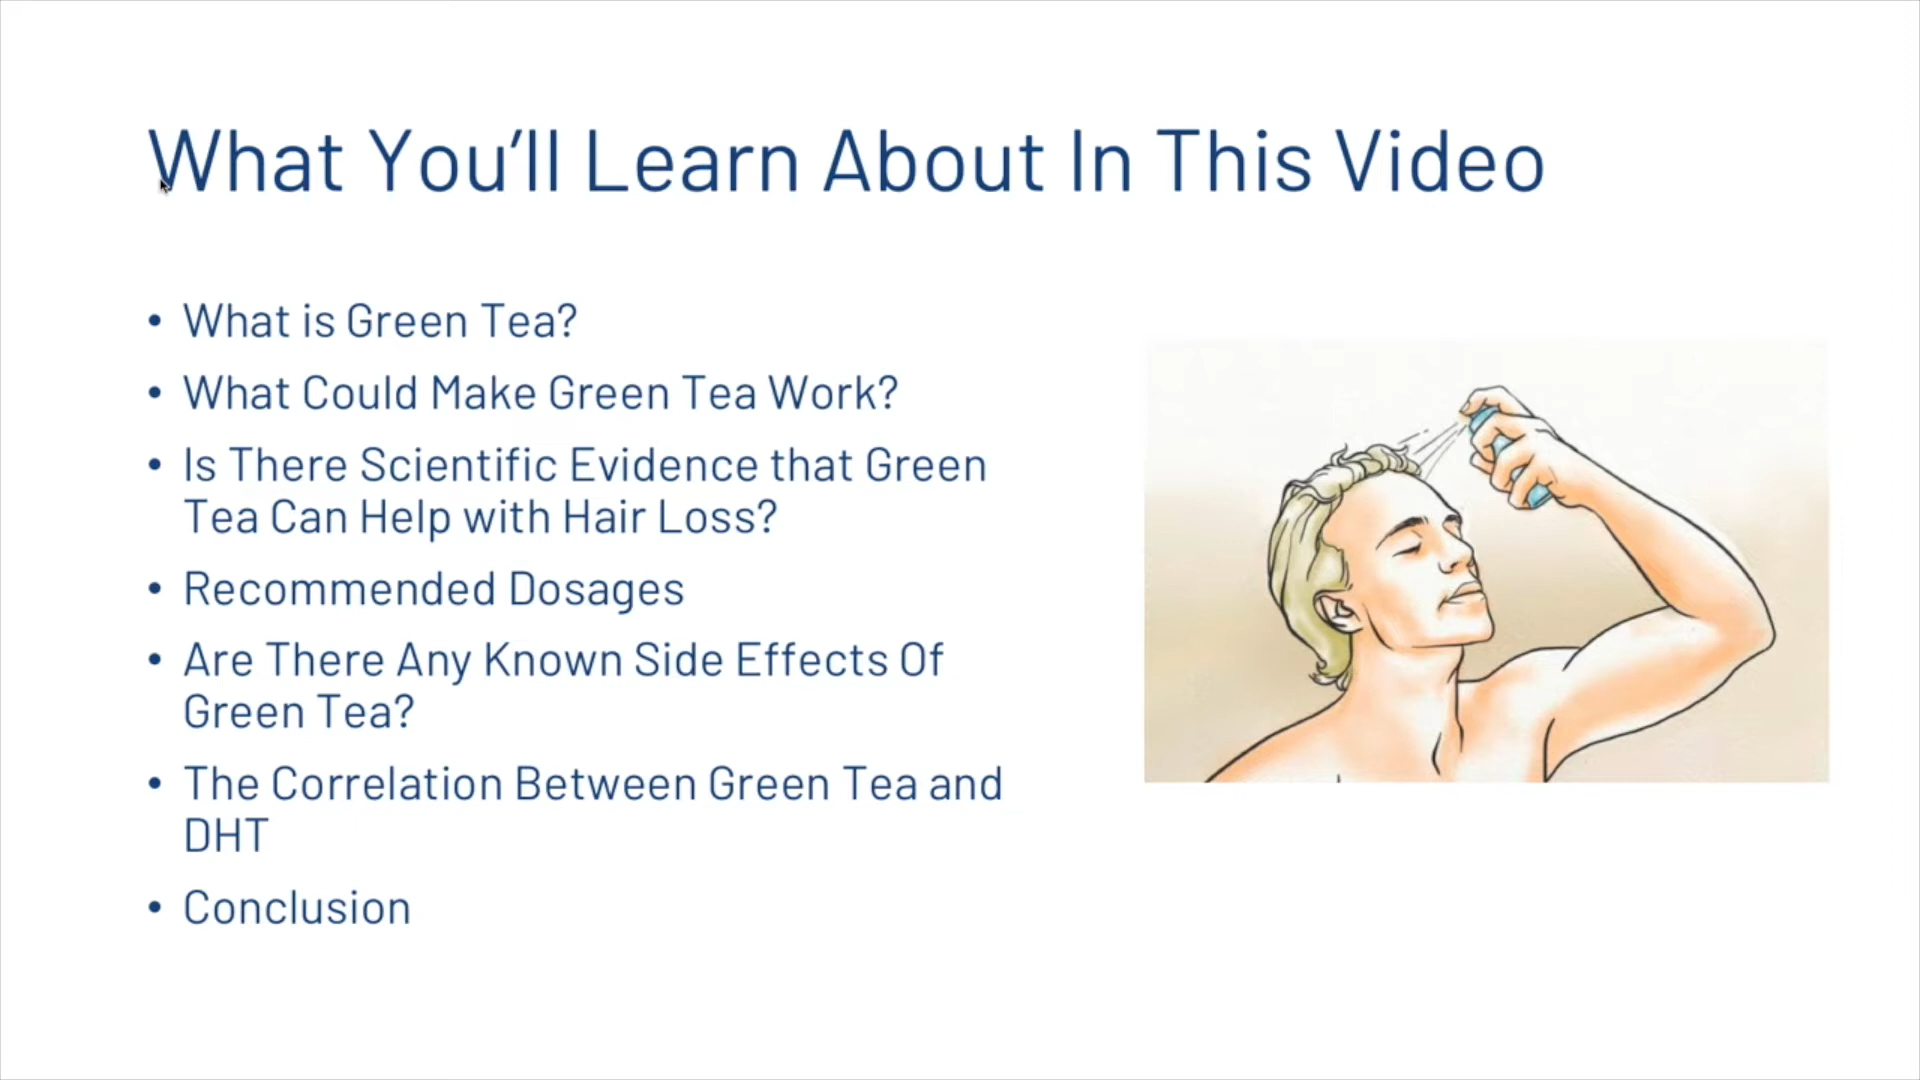 What You’ll Learn About In This Video
• What is Green Tea?
• What Could Make Green Tea Work?
• Is There Scientific Evidence that Green
Tea Can Help with Hair Loss?
• Recommended Dosages
• Are There Any Known Side Effects Of
Green Tea?
• The Correlation Between Green Tea and
DHT
• Conclusion